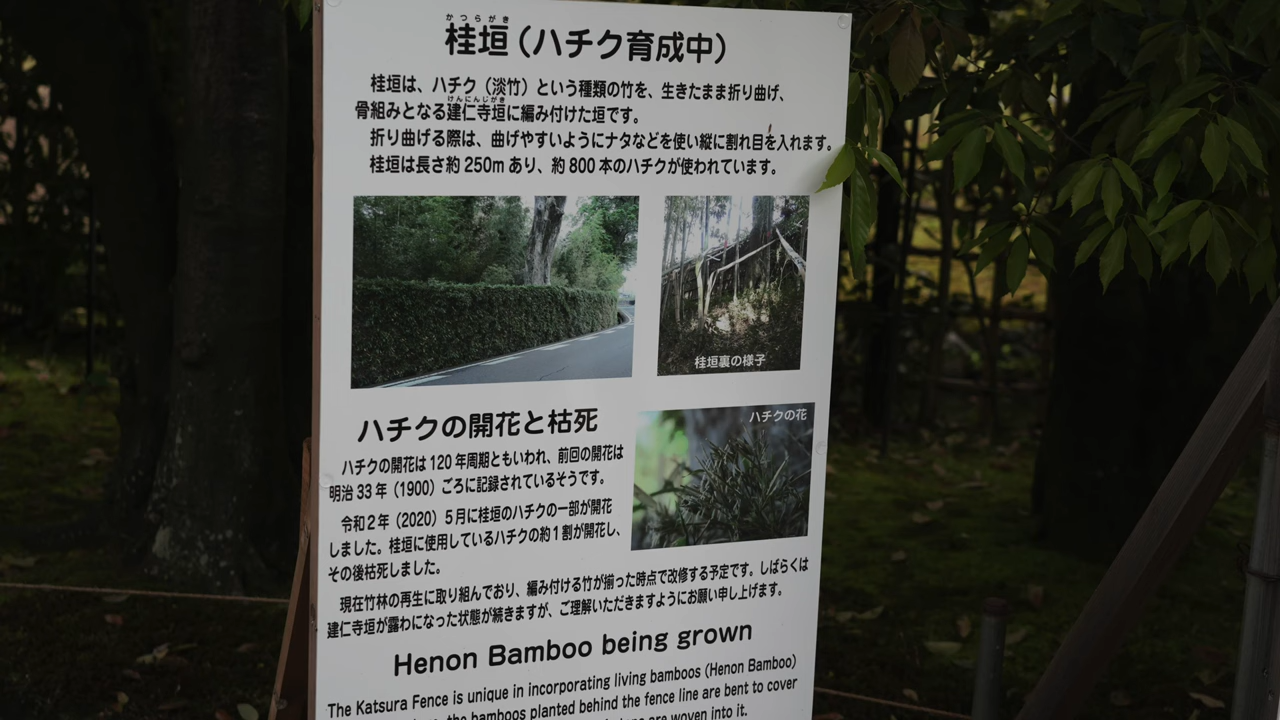 かつらがき
桂垣（ハチク育成中）
桂垣は、ハチク（淡竹）という種類の竹を、生きたまま折り曲げ、
けんにんじがき
骨組みとなる建仁寺垣に編み付けた垣です。
折り曲げる際は、曲げやすいようにナタなどを使い縦に割れ目を入れます。
桂垣は長さ約250mあり、約800本のハチクが使われています。
桂垣裏の様子
ハチクの花
ハチクの開花と枯死
ハチクの開花は120年周期ともいわれ、前回の開花は
明治33年（1900）ごろに記録されているそうです。
令和2年（2020）5月に桂垣のハチクの一部が開花
しました。桂垣に使用しているハチクの約1割が開花し、
その後枯死しました。
現在竹林の再生に取り組んでおり、編み付ける竹が揃った時点で改修する予定です。しばらくは
建仁寺垣が露わになった状態が続きますが、ご理解いただきますようにお願い申し上げます。
Henon Bamboo being grown
The Katsura Fence is unique in incorporating living bamboos (Henon Bamboo)
the bamboos planted behind the fence line are bent to cover
are woven into it.